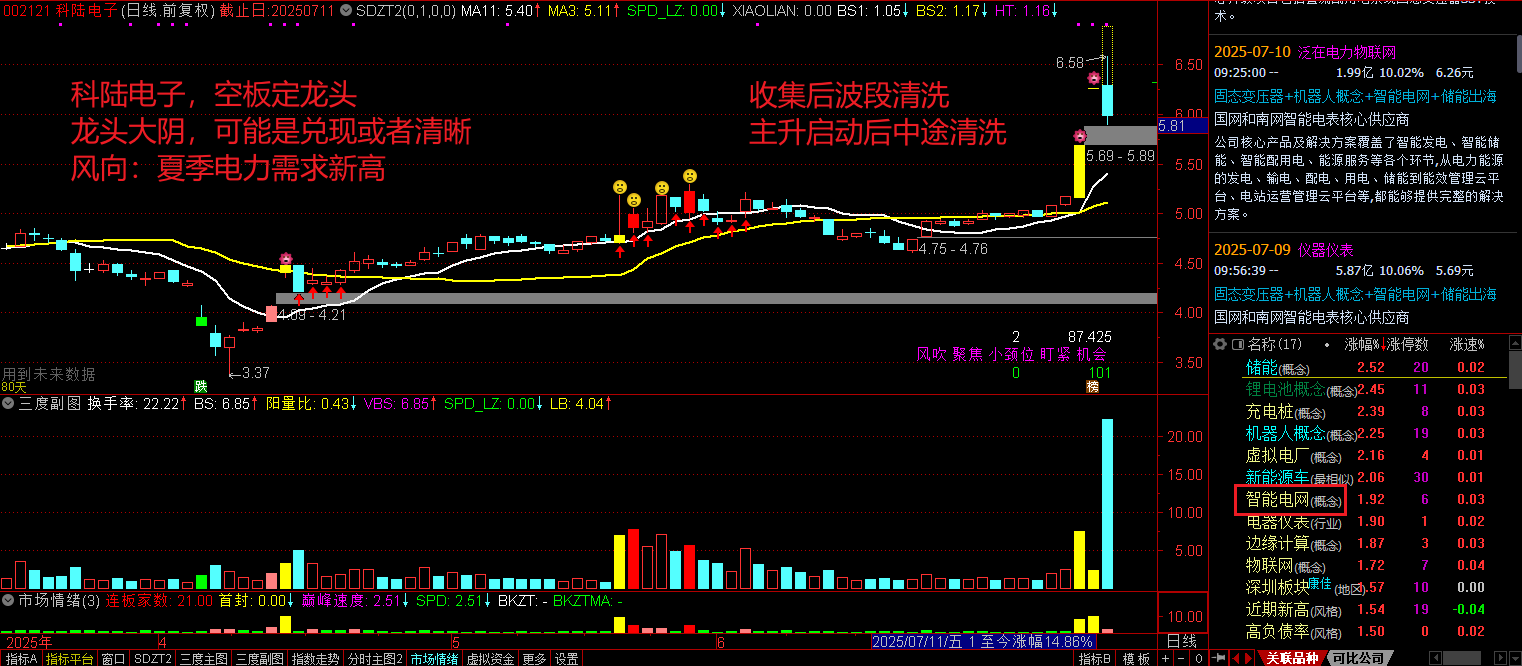 002121 科陆电子(日线.前复权) 截止日:20250711 SDZT2(0,1,0,0) MA11: 5.40↑ MA3: 5.11↑ SPD_LZ: 0.00↓ XIAOLIAN: 0.00 BS1: 1.05↓ BS2: 1.17↓ HT: 1.16↓
科陆电子，空板定龙头
龙头大阴，可能是兑现或者清晰
风向：夏季电力需求新高
收集后波段清洗
主升启动后中途清洗
6.58
6.50
6.00
5.81
5.69 - 5.89
5.50
5.00
4.75 - 4.76
4.50
4.09 - 4.21
4.00
3.50
←3.37
2 87.425
风吹 聚焦 小颈位 盯紧 机会
0 101
用到未来数据
80天
跌
榜
三度副图 换手率: 22.22↑ BS: 6.85↑ 阳量比: 0.43↓ VBS: 6.85↑ SPD_LZ: 0.00↓ LB: 4.04↑
20.00
15.00
10.00
5.00
市场情绪(3) 连板家数: 21.00 首封: 0.00↓ 巅峰速度: 2.51↓ SPD: 2.51↓ BKZT: - BKZTMA: -
10.00
2025年 4 5 6 2025/07/11/五 1 至今涨幅14.86% 日线
指标A 指标平台 窗口 SDZT2 三度主图 三度副图 指数走势 分时主图2 市场情绪 虚拟资金 更多 设置 指标B 模板 + - 0
术。
2025-07-10 泛在电力物联网
09:25:00 -- 1.99亿 10.02% 6.26元
固态变压器+机器人概念+智能电网+储能出海
国网和南网智能电表核心供应商
公司核心产品及解决方案覆盖了智能发电、智能储
能、智能配用电、能源服务等各个环节,从电力能源
的发电、输电、配电、用电、储能到能效管理云平
台、电站运营管理云平台等,都能够提供完整的解决
方案。
2025-07-09 仪器仪表
09:56:39 -- 5.87亿 10.06% 5.69元
固态变压器+机器人概念+智能电网+储能出海
国网和南网智能电表核心供应商
名称(17) 涨幅%↓ 涨停数 涨速%
储能(概念) 2.52 20 0.02
锂电池概念(概念) 2.45 11 0.03
充电桩(概念) 2.39 8 0.03
机器人概念(概念) 2.25 19 0.03
虚拟电厂(概念) 2.16 4 0.01
新能源车(最相似) 2.06 30 0.01
智能电网(概念) 1.92 6 0.03
电器仪表(行业) 1.90 1 0.02
边缘计算(概念) 1.87 3 0.03
物联网(概念) 1.72 7 0.04
深圳板块康佳(地区) 1.57 10 0.00
近期新高(风格) 1.54 19 -0.04
高负债率(风格) 1.50 0 0.02
关联品种 可比公司